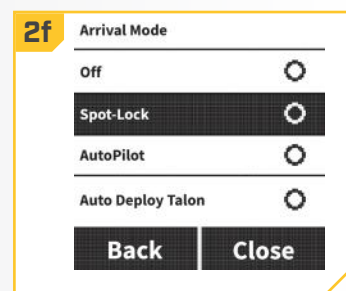 2f
Arrival Mode
Off
Spot-Lock
AutoPilot
Auto Deploy Talon
Back Close